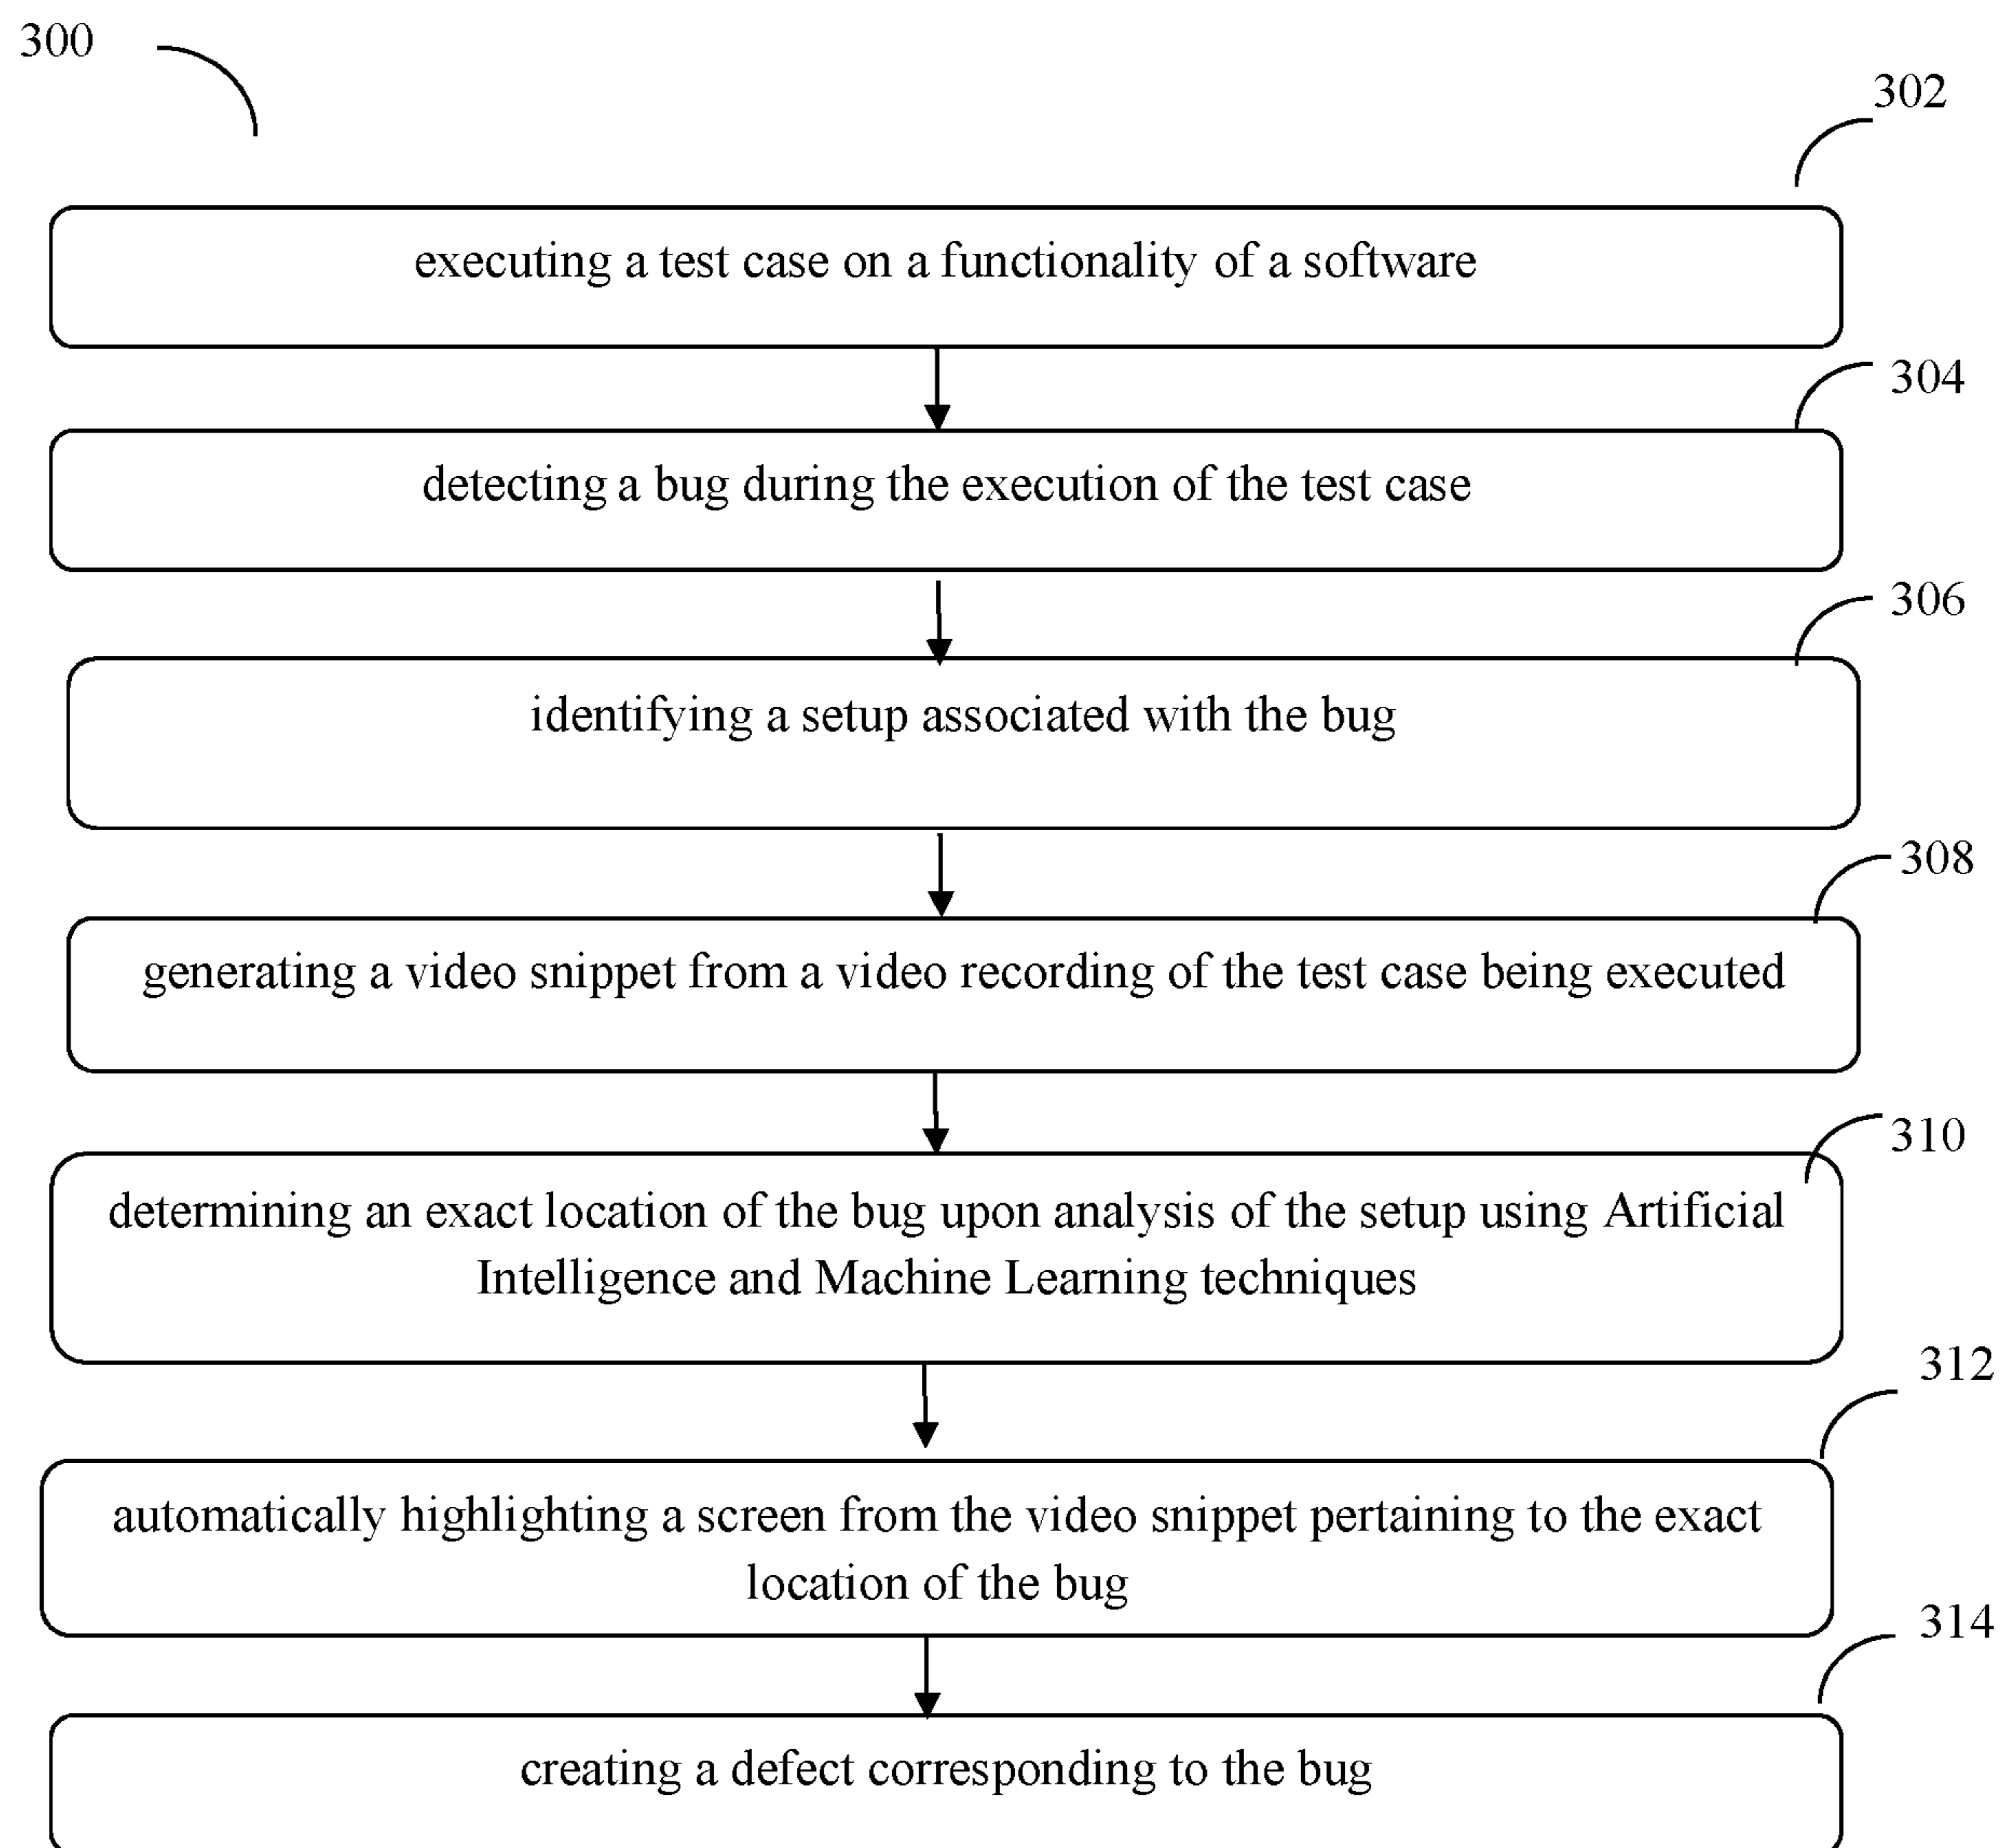 300
302
executing a test case on a functionality of a software
304
detecting a bug during the execution of the test case
306
identifying a setup associated with the bug
308
generating a video snippet from a video recording of the test case being executed
310
determining an exact location of the bug upon analysis of the setup using Artificial
Intelligence and Machine Learning techniques
312
automatically highlighting a screen from the video snippet pertaining to the exact
location of the bug
314
creating a defect corresponding to the bug